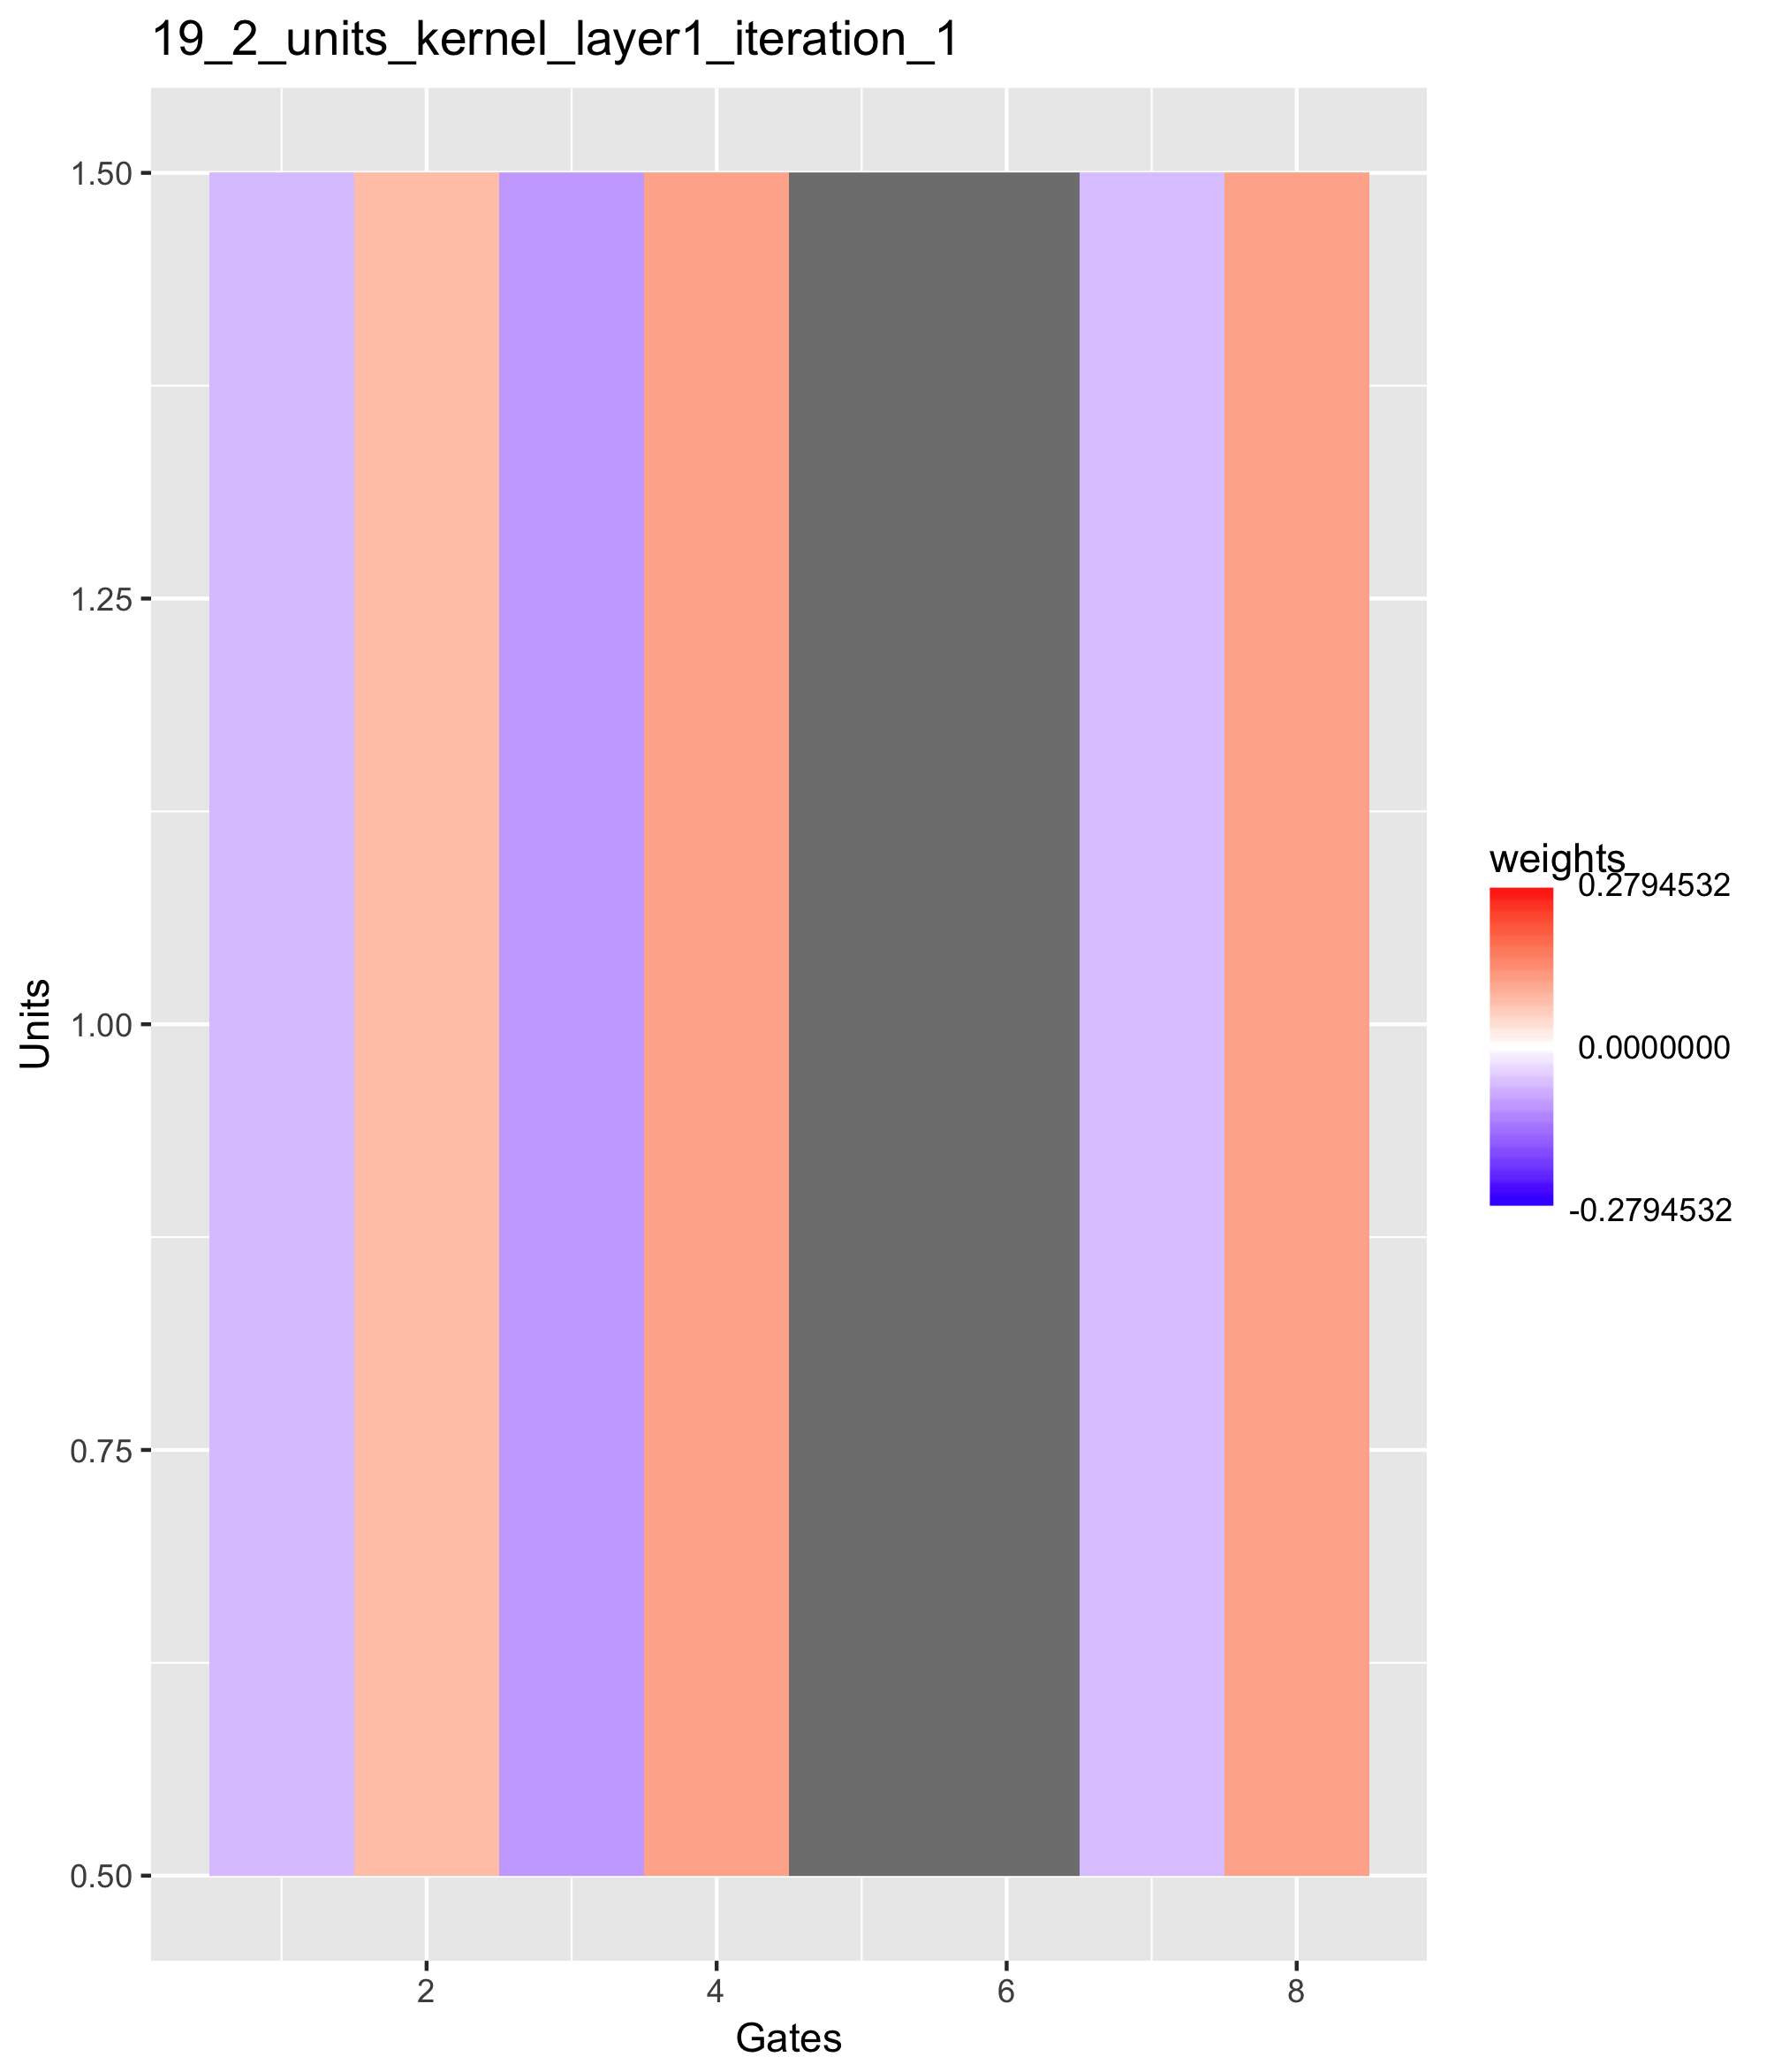 19_2_units_kernel_layer1_iteration_1
1.50
1.25
1.00
0.75
0.50
Units
2 4 6 8
Gates
weights
0.2794532
0.0000000
-0.2794532